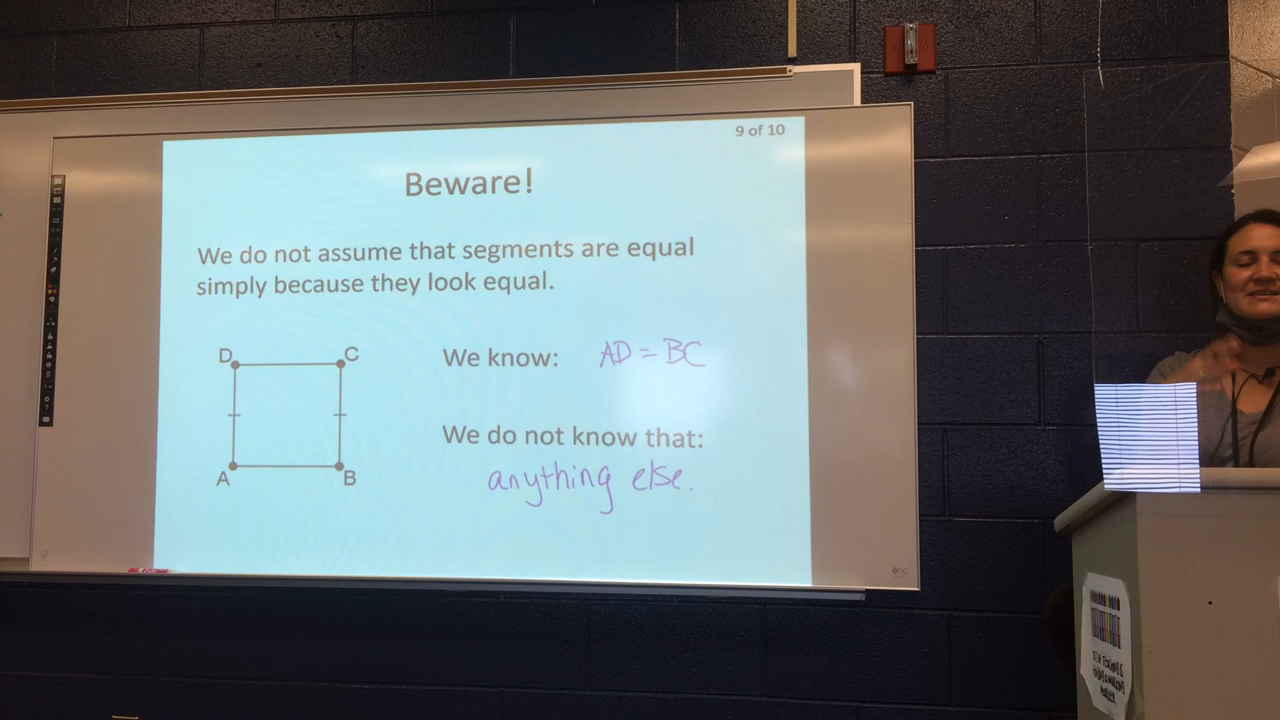 9 of 10
Beware!
We do not assume that segments are equal
simply because they look equal.
D
C
We know: AD = BC
We do not know that:
A
B
anything else.
ēno